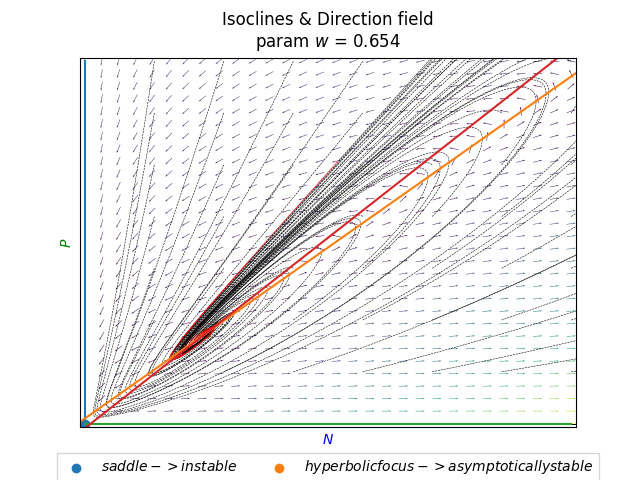 Isoclines & Direction field
param w = 0.654
P
N
saddle−>instable
hyperbolicfocus−>asymptoticallystable